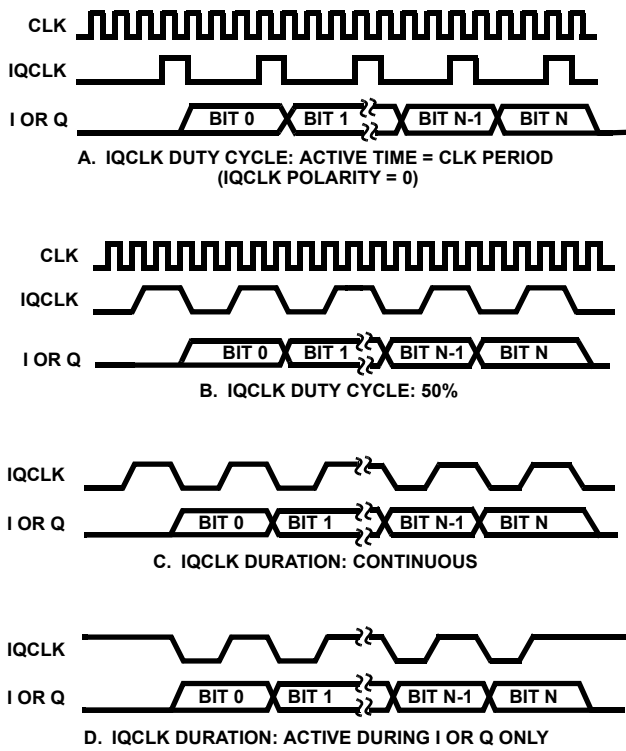 CLK
IQCLK
I OR Q BIT 0 BIT 1 BIT N-1 BIT N
A. IQCLK DUTY CYCLE: ACTIVE TIME = CLK PERIOD
(IQCLK POLARITY = 0)
CLK
IQCLK
I OR Q BIT 0 BIT 1 BIT N-1 BIT N
B. IQCLK DUTY CYCLE: 50%
IQCLK
I OR Q BIT 0 BIT 1 BIT N-1 BIT N
C. IQCLK DURATION: CONTINUOUS
IQCLK
I OR Q BIT 0 BIT 1 BIT N-1 BIT N
D. IQCLK DURATION: ACTIVE DURING I OR Q ONLY